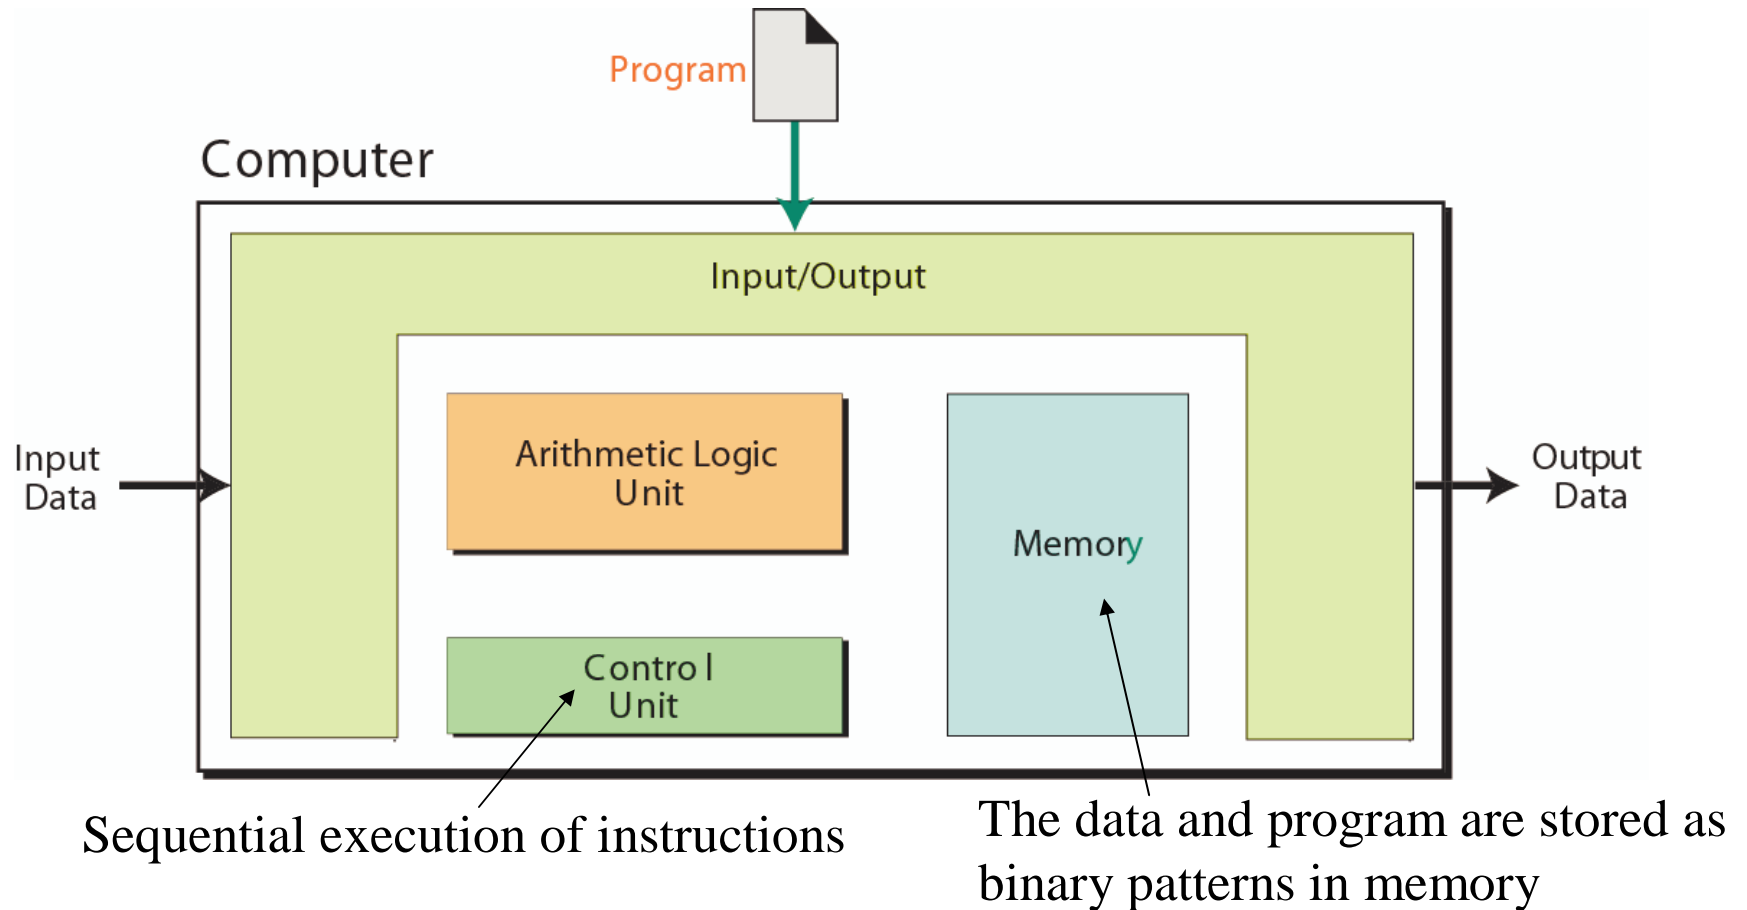 Program
Computer
Input/Output
Arithmetic Logic
Unit
Memory
Input
Data
Output
Data
Control
Unit
Sequential execution of instructions
The data and program are stored as
binary patterns in memory